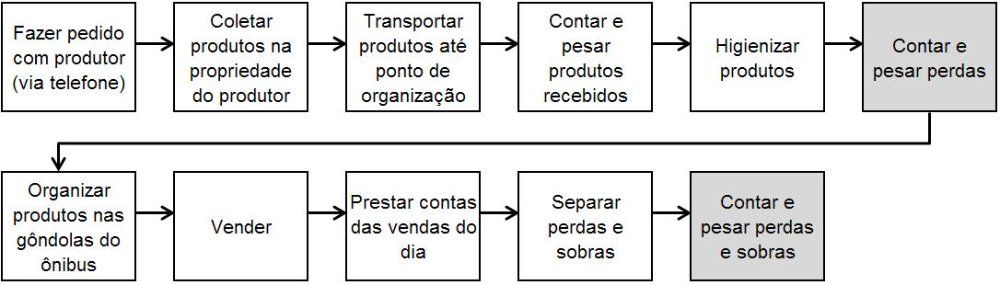 Fazer pedido
com produtor
(via telefone)
Coletar
produtos na
propriedade
do produtor
Transportar
produtos até
ponto de
organização
Contar e
pesar
produtos
recebidos
Higienizar
produtos
Contar e
pesar perdas
Organizar
produtos nas
gôndolas do
ônibus
Vender
Prestar contas
das vendas do
dia
Separar
perdas e
sobras
Contar e
pesar perdas
e sobras